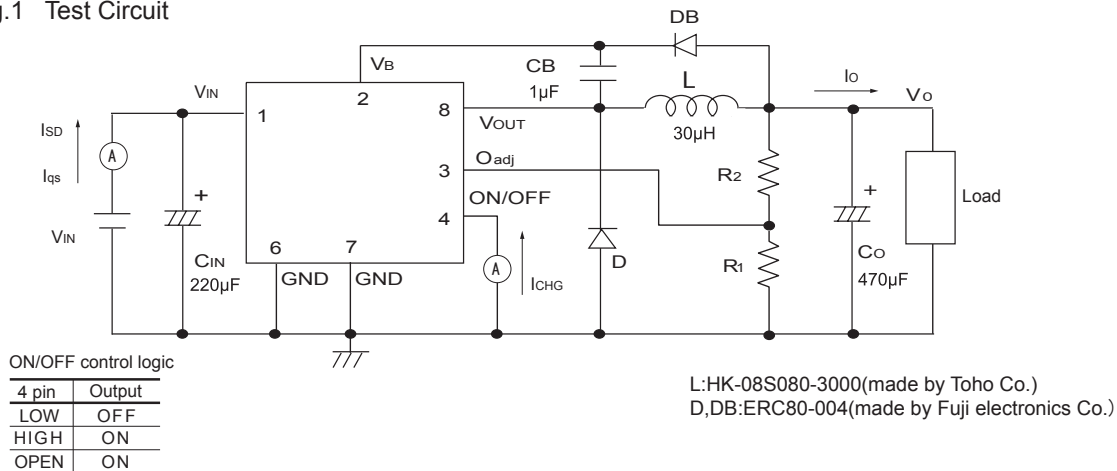 g.1 Test Circuit
DB
VB
CB
1µF
L
30µH
IO
VO
VIN
1
2
8
VOUT
3
Oadj
ON/OFF
4
6
7
GND
GND
ISD
A
Iqs
VIN
+
CIN
220µF
A
ICHG
D
R2
R1
+
CO
470µF
Load
ON/OFF control logic
4 pin Output
LOW OFF
HIGH ON
OPEN ON
L:HK-08S080-3000(made by Toho Co.)
D,DB:ERC80-004(made by Fuji electronics Co.)